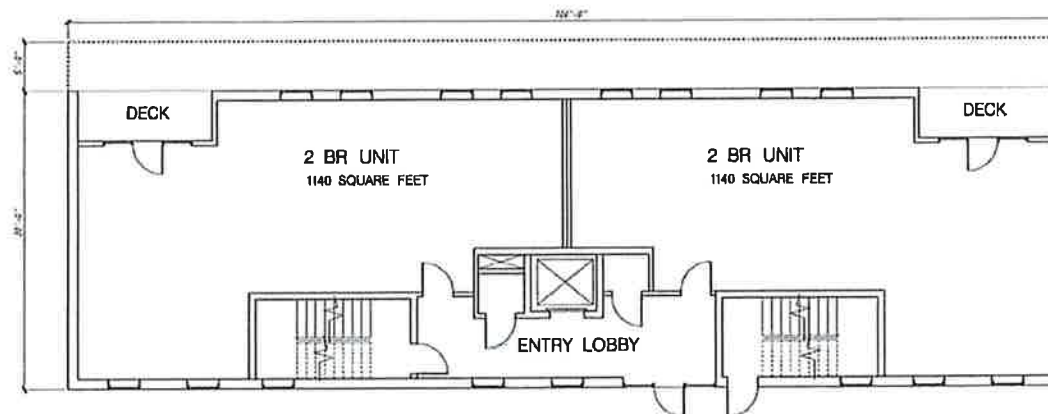 DECK
DECK
2 BR UNIT
1140 SQUARE FEET
2 BR UNIT
1140 SQUARE FEET
ENTRY LOBBY